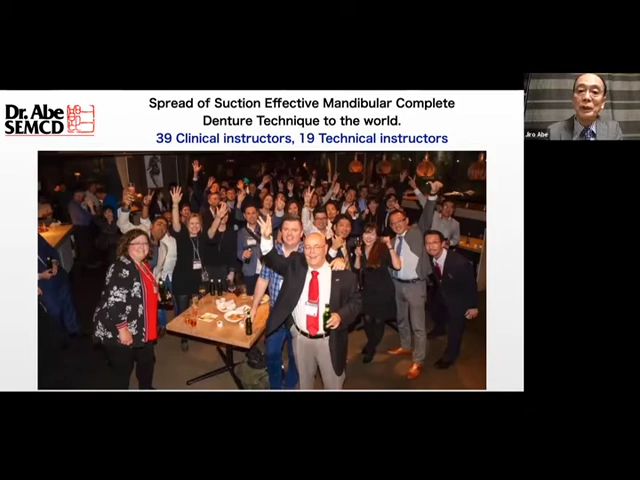 Dr. Abe
SEMCD
Spread of Suction Effective Mandibular Complete
Denture Technique to the world.
39 Clinical instructors, 19 Technical instructors
Jiro Abe